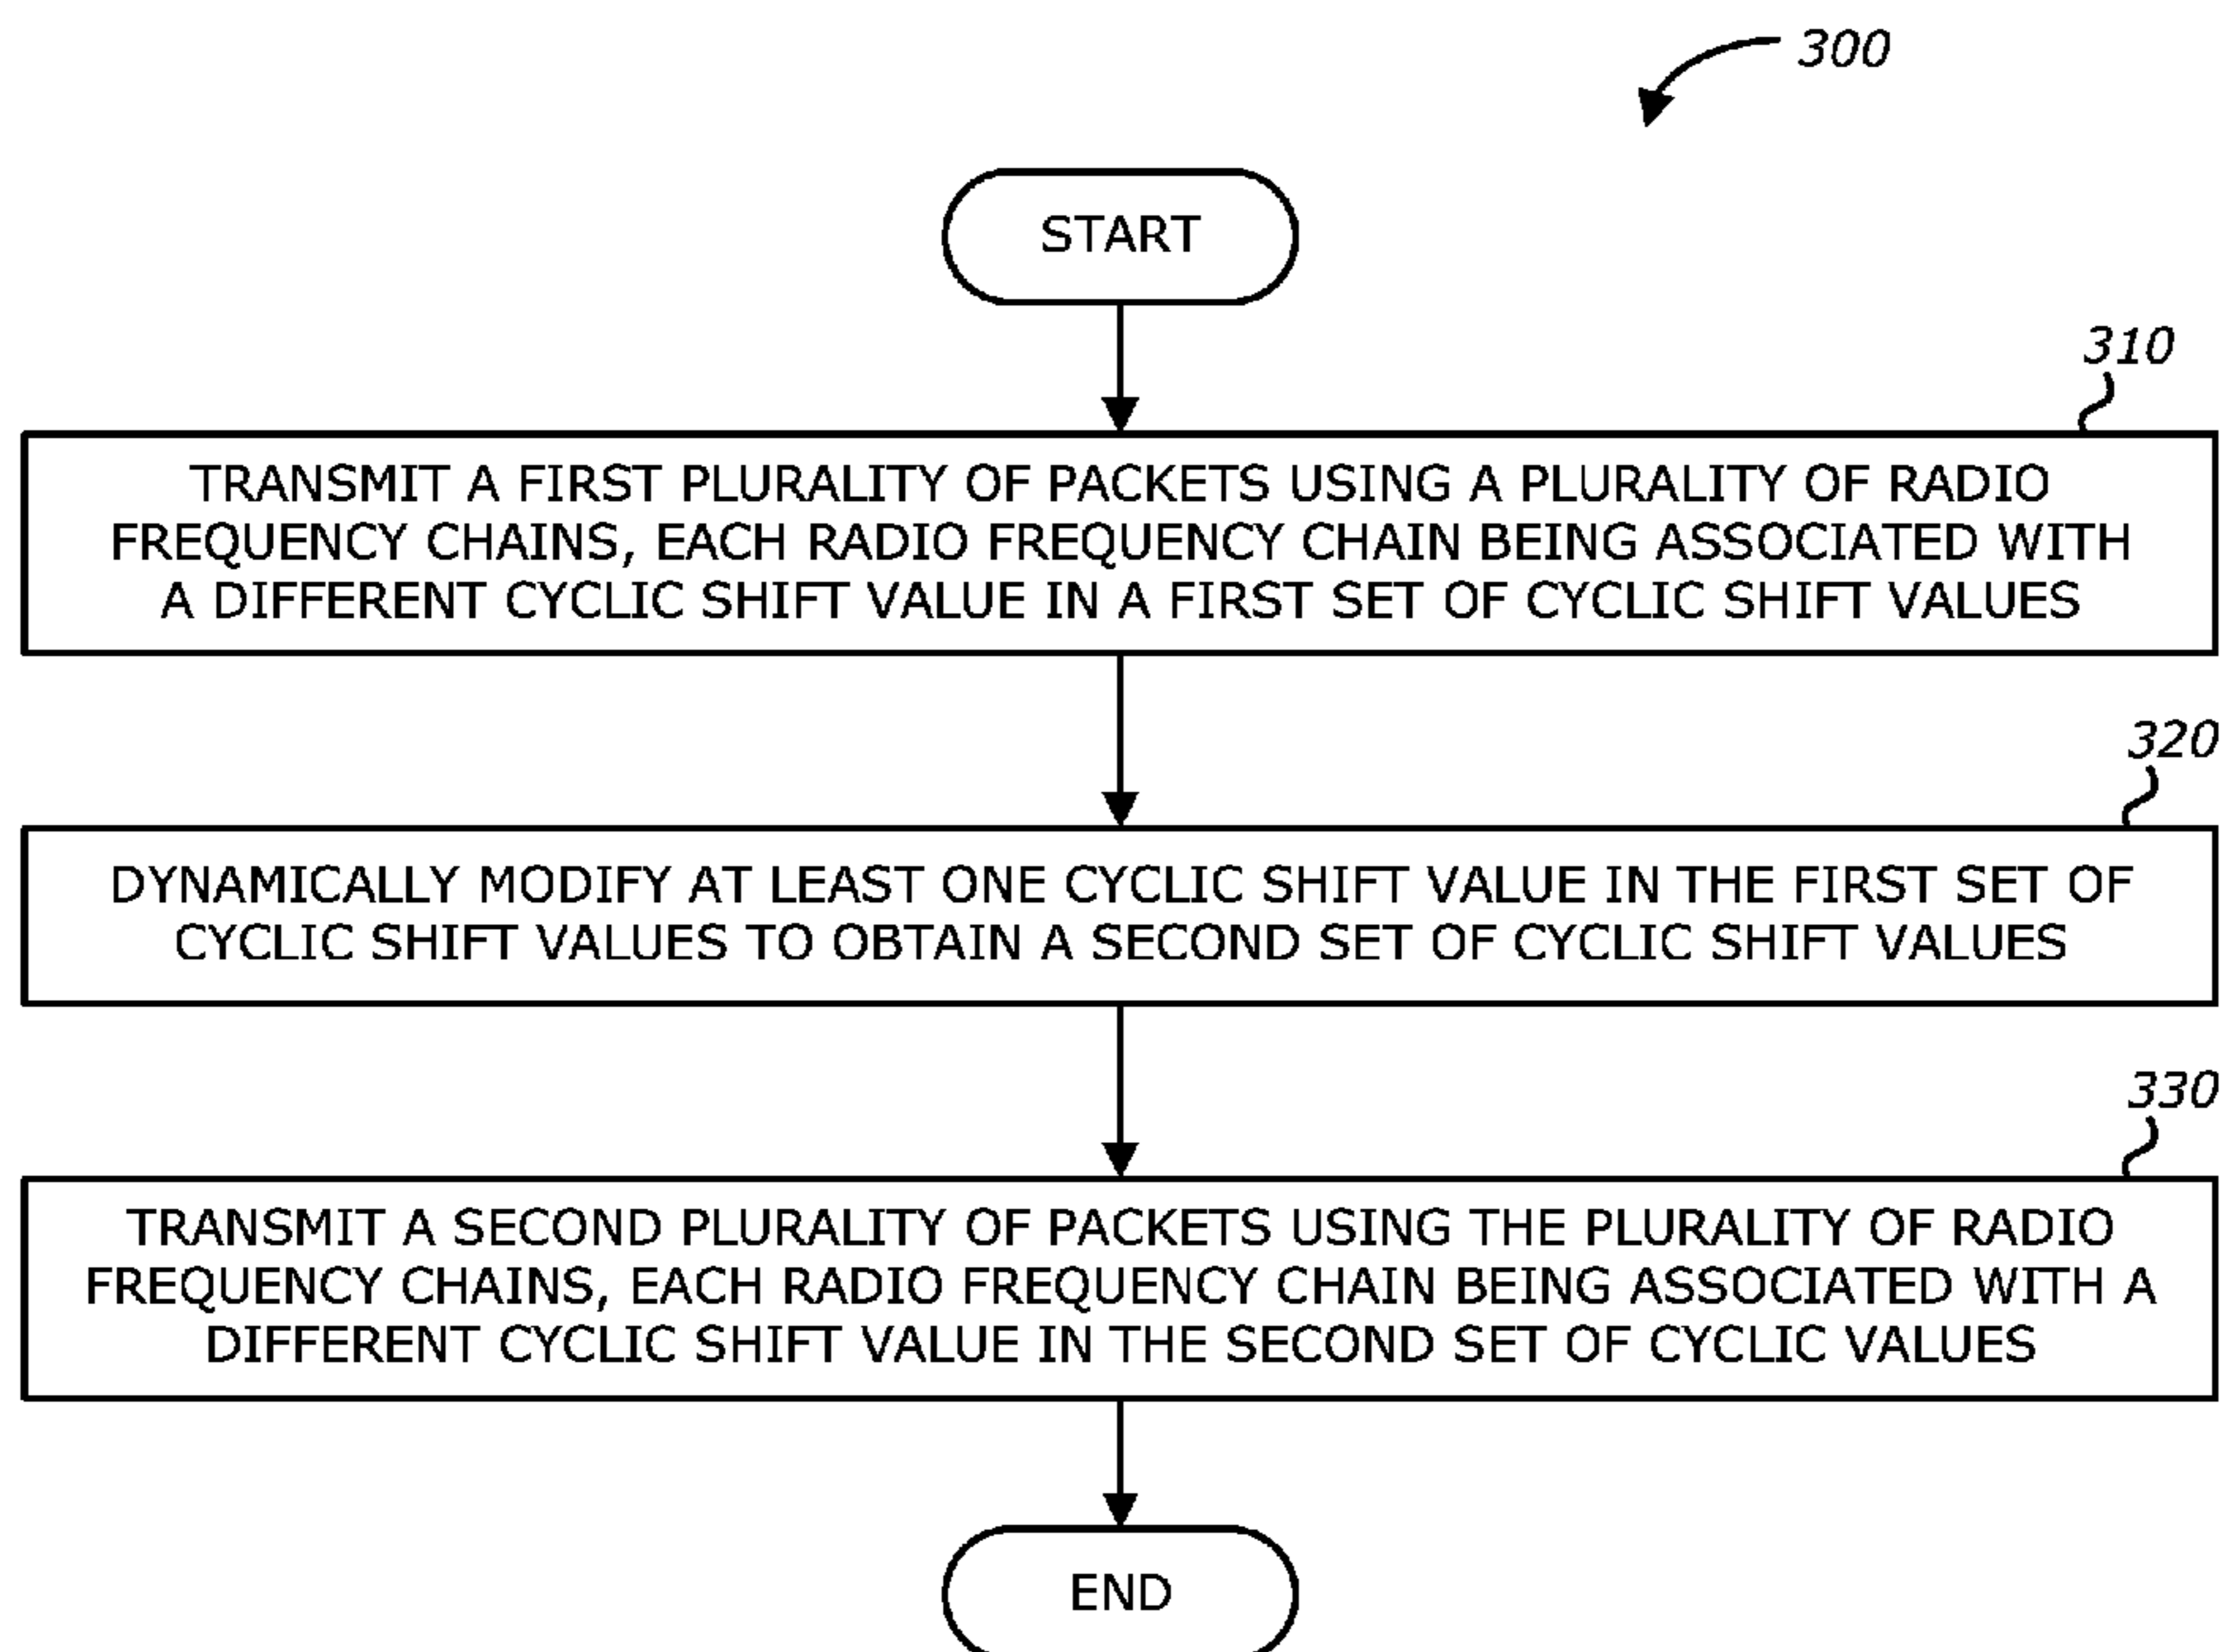 300
START
310
TRANSMIT A FIRST PLURALITY OF PACKETS USING A PLURALITY OF RADIO
FREQUENCY CHAINS, EACH RADIO FREQUENCY CHAIN BEING ASSOCIATED WITH
A DIFFERENT CYCLIC SHIFT VALUE IN A FIRST SET OF CYCLIC SHIFT VALUES
320
DYNAMICALLY MODIFY AT LEAST ONE CYCLIC SHIFT VALUE IN THE FIRST SET OF
CYCLIC SHIFT VALUES TO OBTAIN A SECOND SET OF CYCLIC SHIFT VALUES
330
TRANSMIT A SECOND PLURALITY OF PACKETS USING THE PLURALITY OF RADIO
FREQUENCY CHAINS, EACH RADIO FREQUENCY CHAIN BEING ASSOCIATED WITH A
DIFFERENT CYCLIC SHIFT VALUE IN THE SECOND SET OF CYCLIC VALUES
END